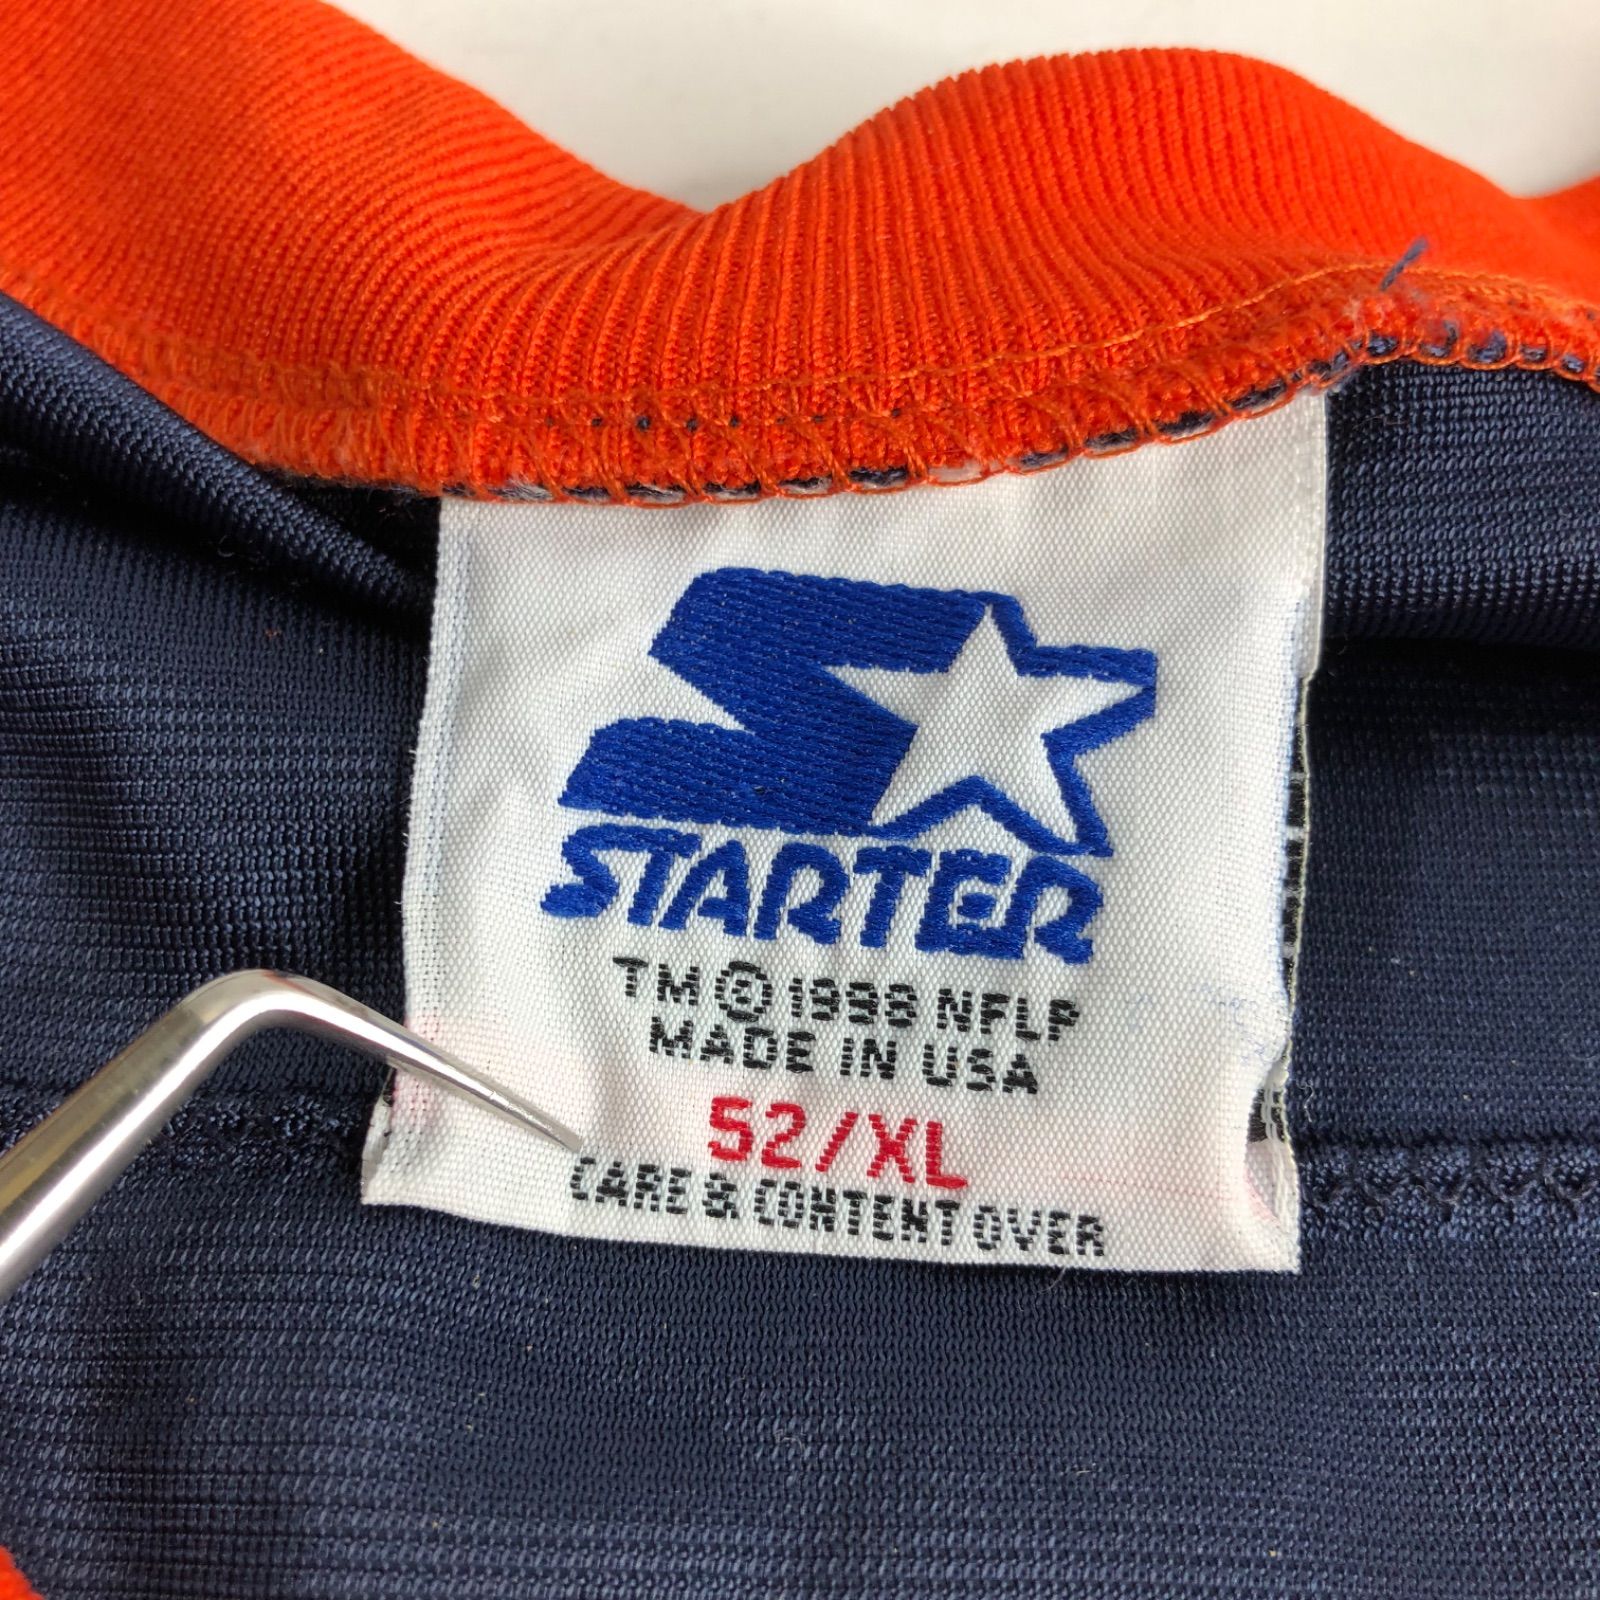 STARTER
TM © 1998 NFLP
MADE IN USA
52/XL
CARE & CONTENT OVER